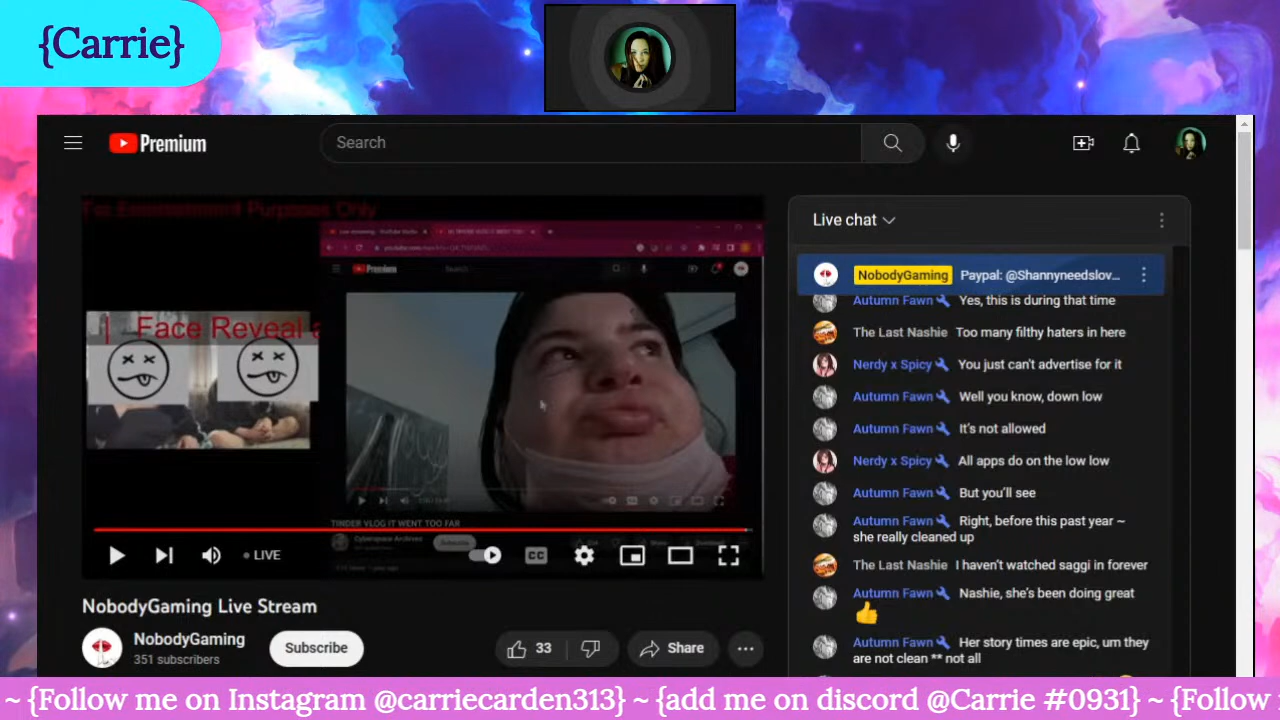 {Carrie}
Premium
Search
For Entertainment Purposes Only
Premium
Search
| Face Reveal a
TINDER VLOG IT WENT TOO FAR
Cyberspace Archives
Subscribe
LIVE
CC
NobodyGaming Live Stream
NobodyGaming
351 subscribers
Subscribe
33
Share
Live chat
NobodyGaming Paypal: @Shannyneedslov...
Autumn Fawn Yes, this is during that time
The Last Nashie Too many filthy haters in here
Nerdy x Spicy You just can't advertise for it
Autumn Fawn Well you know, down low
Autumn Fawn It's not allowed
Nerdy x Spicy All apps do on the low low
Autumn Fawn But you'll see
Autumn Fawn Right, before this past year ~
she really cleaned up
The Last Nashie I haven't watched saggi in forever
Autumn Fawn Nashie, she's been doing great
Autumn Fawn Her story times are epic, um they
are not clean ** not all
~ {Follow me on Instagram @carriecarden313} ~ {add me on discord @Carrie #0931} ~ {Follow